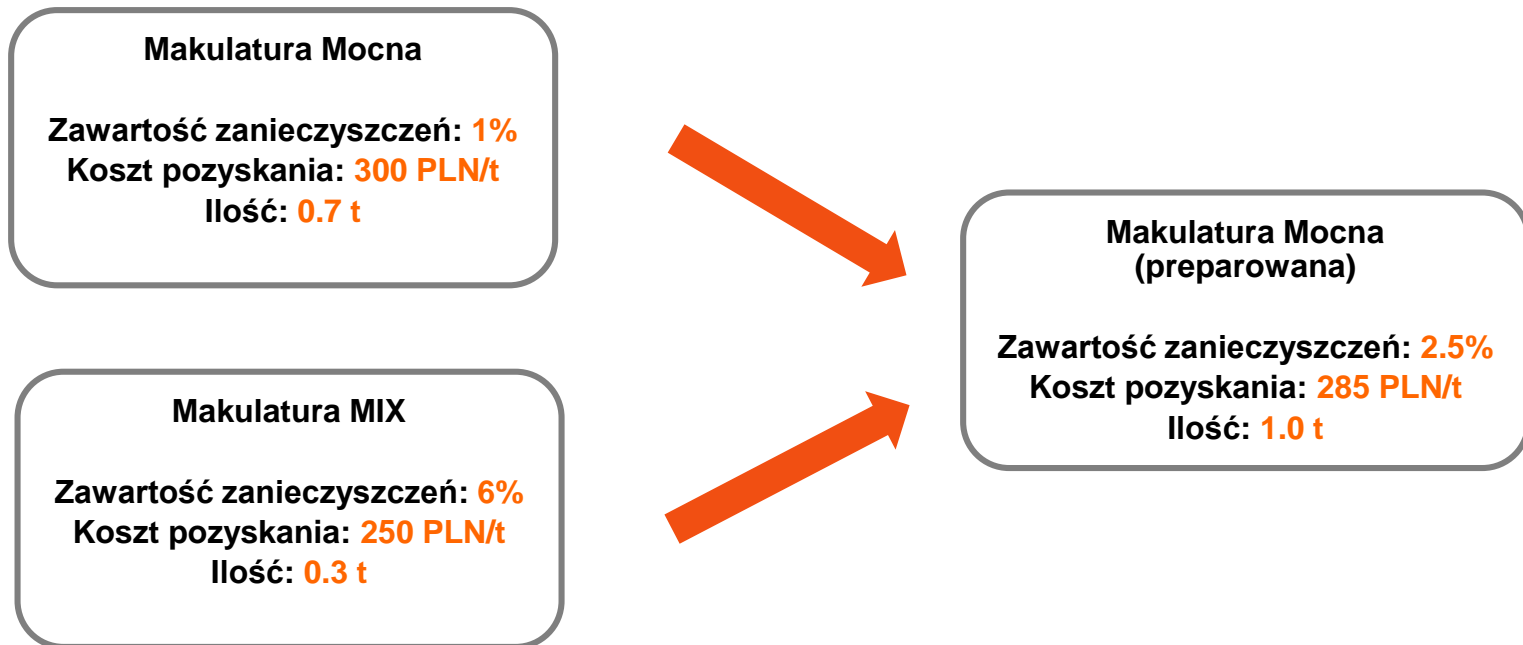 Makulatura Mocna
Zawartość zanieczyszczeń: 1%
Koszt pozyskania: 300 PLN/t
Ilość: 0.7 t
Makulatura MIX
Zawartość zanieczyszczeń: 6%
Koszt pozyskania: 250 PLN/t
Ilość: 0.3 t
Makulatura Mocna
(preparowana)
Zawartość zanieczyszczeń: 2.5%
Koszt pozyskania: 285 PLN/t
Ilość: 1.0 t